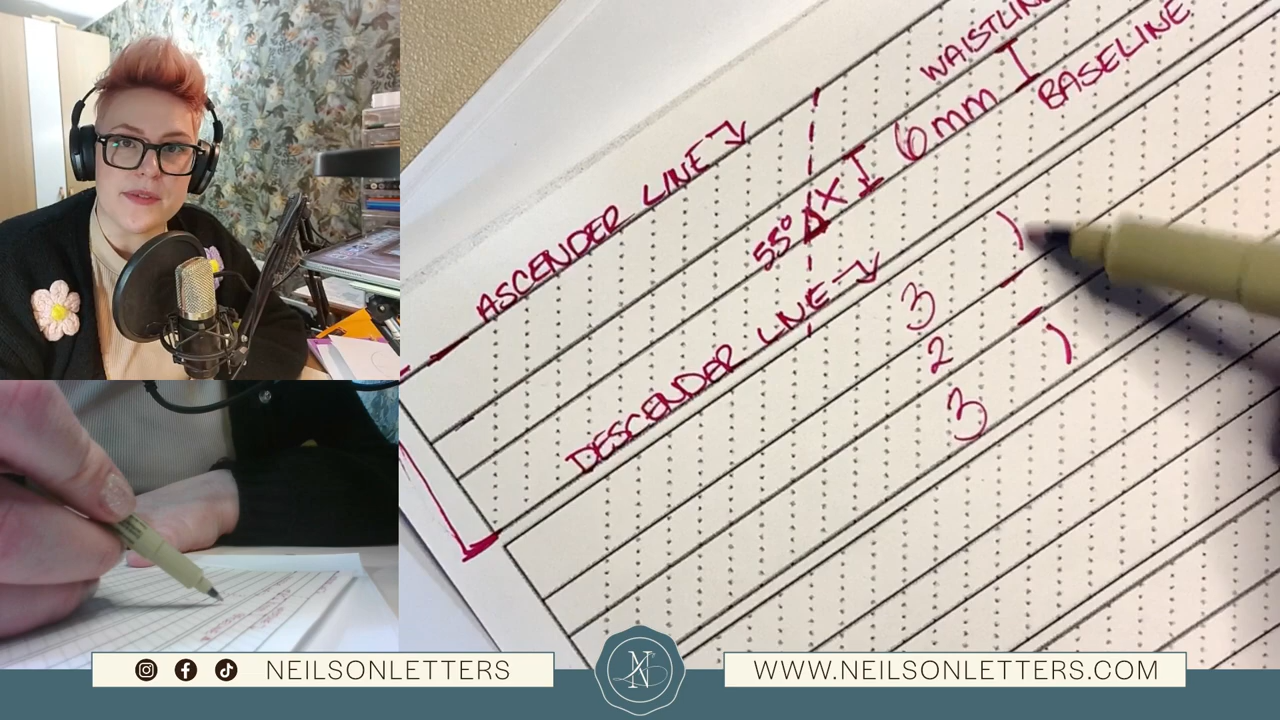 WAISTLINE
BASELINE
ASCENDER LINE
6mm
X
55°
DESCENDER LINE
3
2
3
NEILSONLETTERS
N
WWW.NEILSONLETTERS.COM